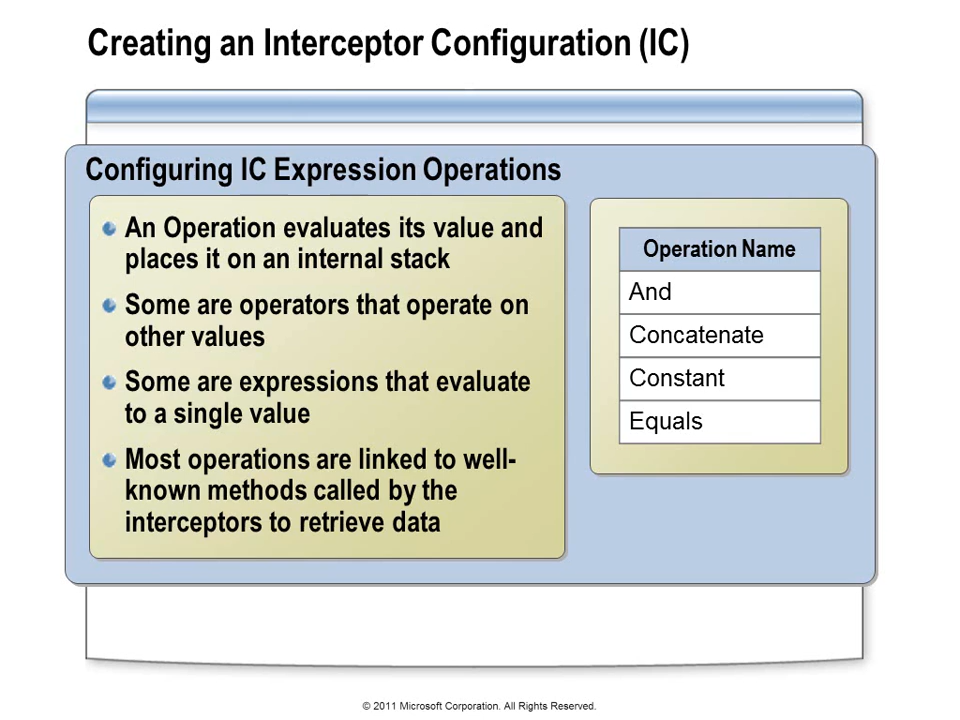 Creating an Interceptor Configuration (IC)
Configuring IC Expression Operations
An Operation evaluates its value and
places it on an internal stack
Some are operators that operate on
other values
Some are expressions that evaluate
to a single value
Most operations are linked to well-
known methods called by the
interceptors to retrieve data
Operation Name
And
Concatenate
Constant
Equals
© 2011 Microsoft Corporation. All Rights Reserved.